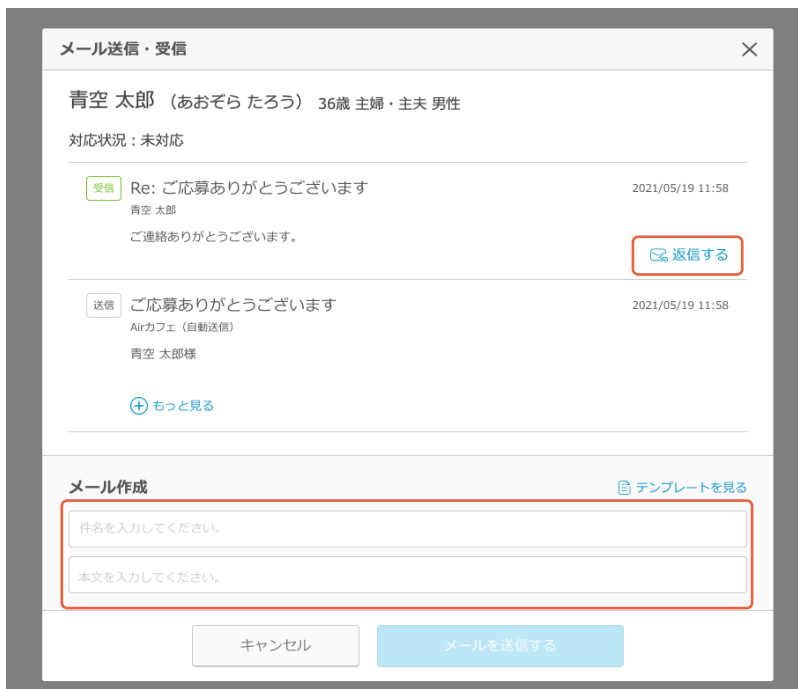 メール送信・受信
青空 太郎 (あおぞら たろう) 36歳 主婦・主夫 男性
対応状況：未対応
受信 Re: ご応募ありがとうございます 2021/05/19 11:58
青空 太郎
ご連絡ありがとうございます。
返信する
送信 ご応募ありがとうございます 2021/05/19 11:58
Airカフェ（自動送信）
青空 太郎様
もっと見る
メール作成 テンプレートを見る
件名を入力してください。
本文を入力してください。
キャンセル メールを送信する